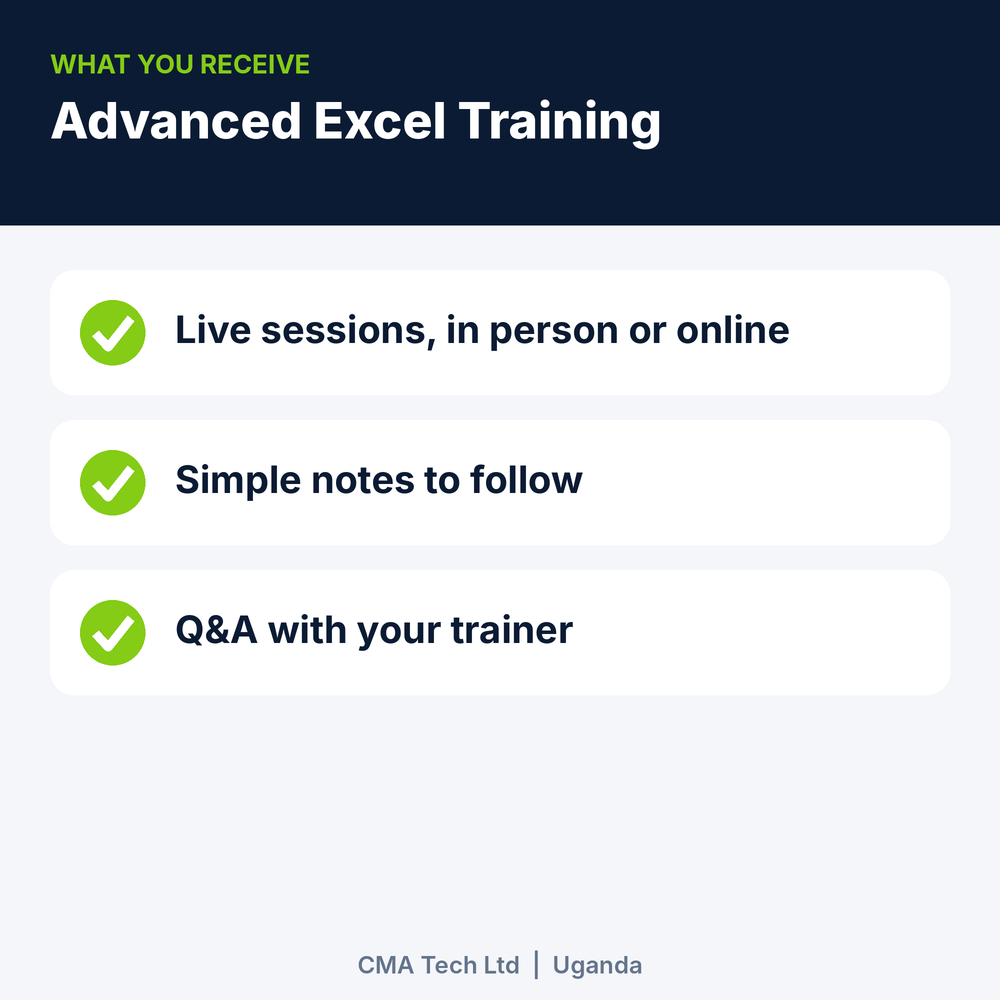 WHAT YOU RECEIVE
Advanced Excel Training
Live sessions, in person or online
Simple notes to follow
Q&A with your trainer
CMA Tech Ltd | Uganda